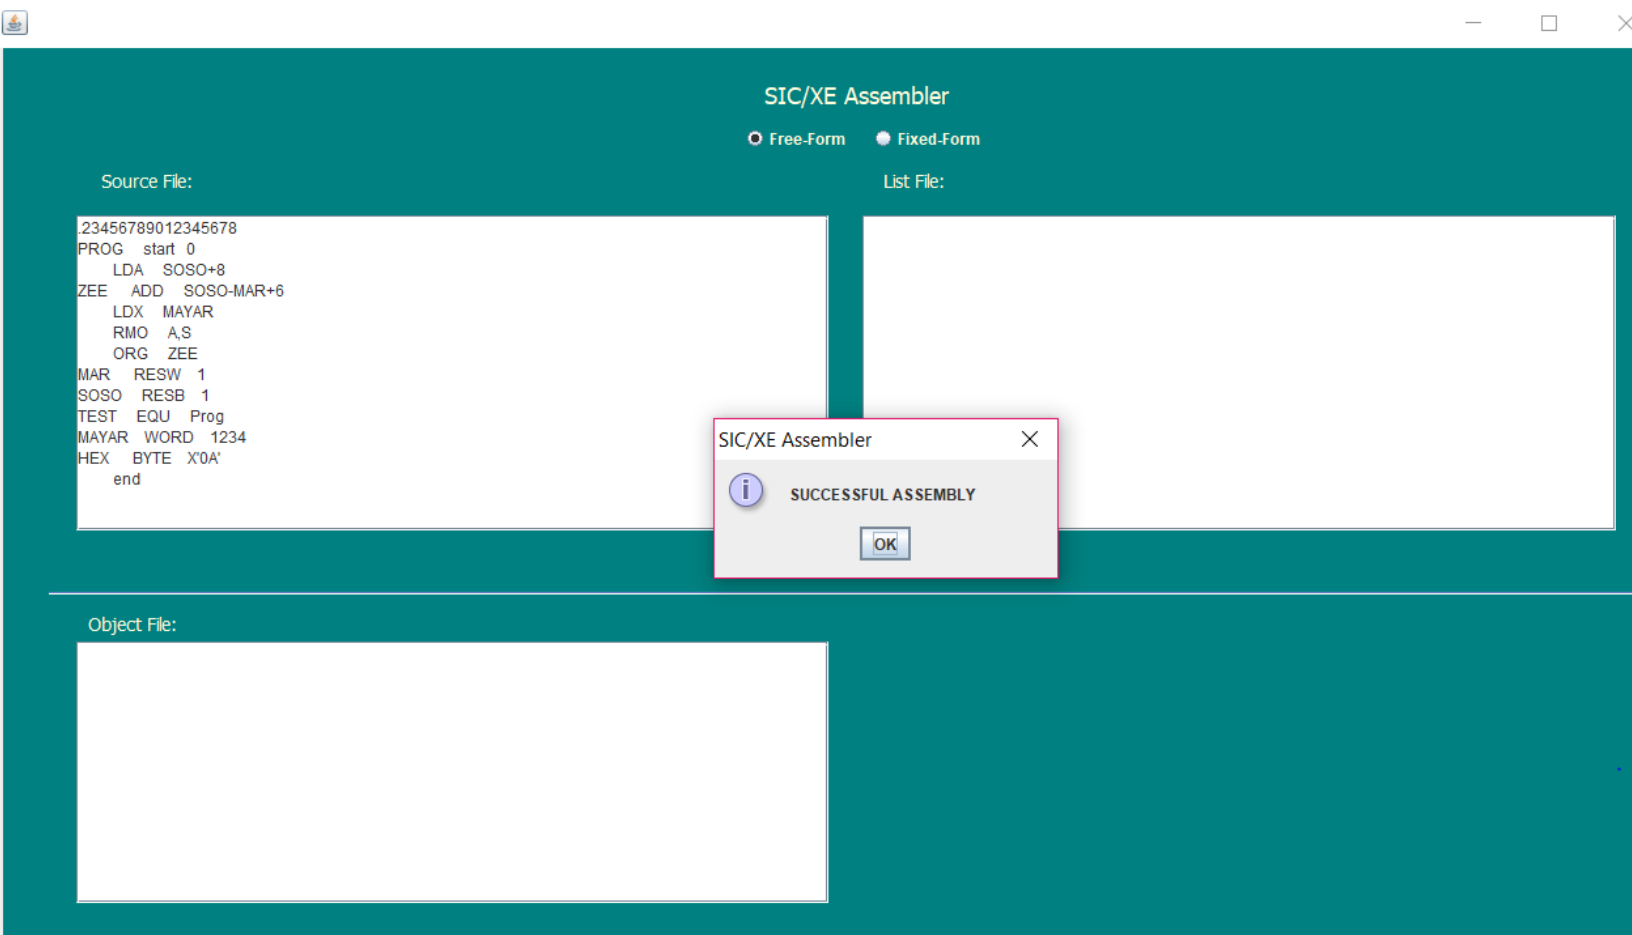 SIC/XE Assembler
Free-Form Fixed-Form
Source File:
List File:
.23456789012345678
PROG start 0
LDA SOSO+8
ZEE ADD SOSO-MAR+6
LDX MAYAR
RMO A,S
ORG ZEE
MAR RESW 1
SOSO RESB 1
TEST EQU Prog
MAYAR WORD 1234
HEX BYTE X'0A'
end
SIC/XE Assembler
i
SUCCESSFUL ASSEMBLY
OK
Object File: